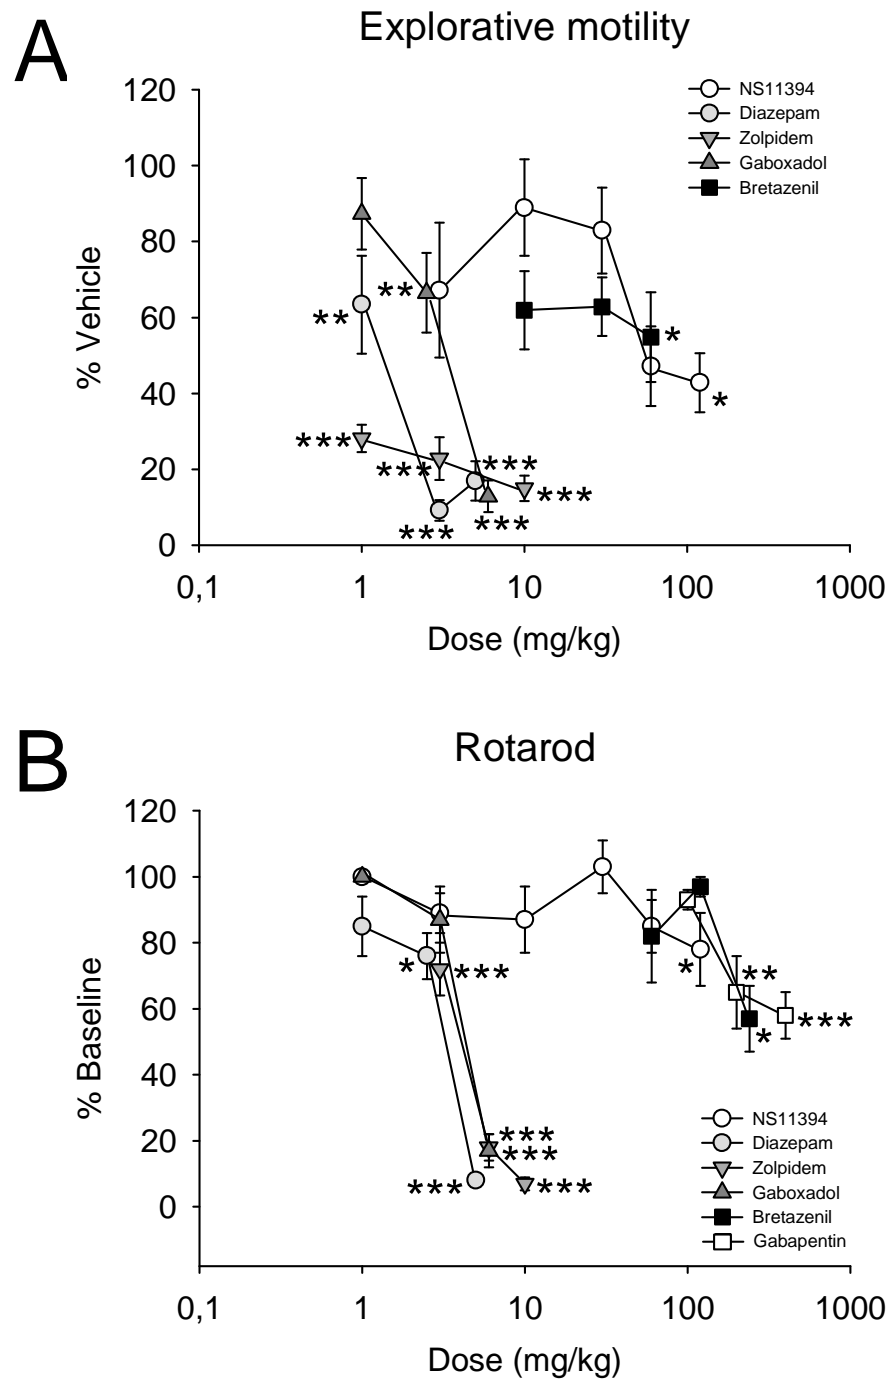 A
Explorative motility
120
100
80
60
40
20
0
% Vehicle
NS11394
Diazepam
Zolpidem
Gaboxadol
Bretazenil
**
**
*
*
***
***
***
***
***
***
0,1 1 10 100 1000
Dose (mg/kg)
B
Rotarod
120
100
80
60
40
20
0
% Baseline
*
***
*
**
***
*
***
***
***
***
NS11394
Diazepam
Zolpidem
Gaboxadol
Bretazenil
Gabapentin
0,1 1 10 100 1000
Dose (mg/kg)